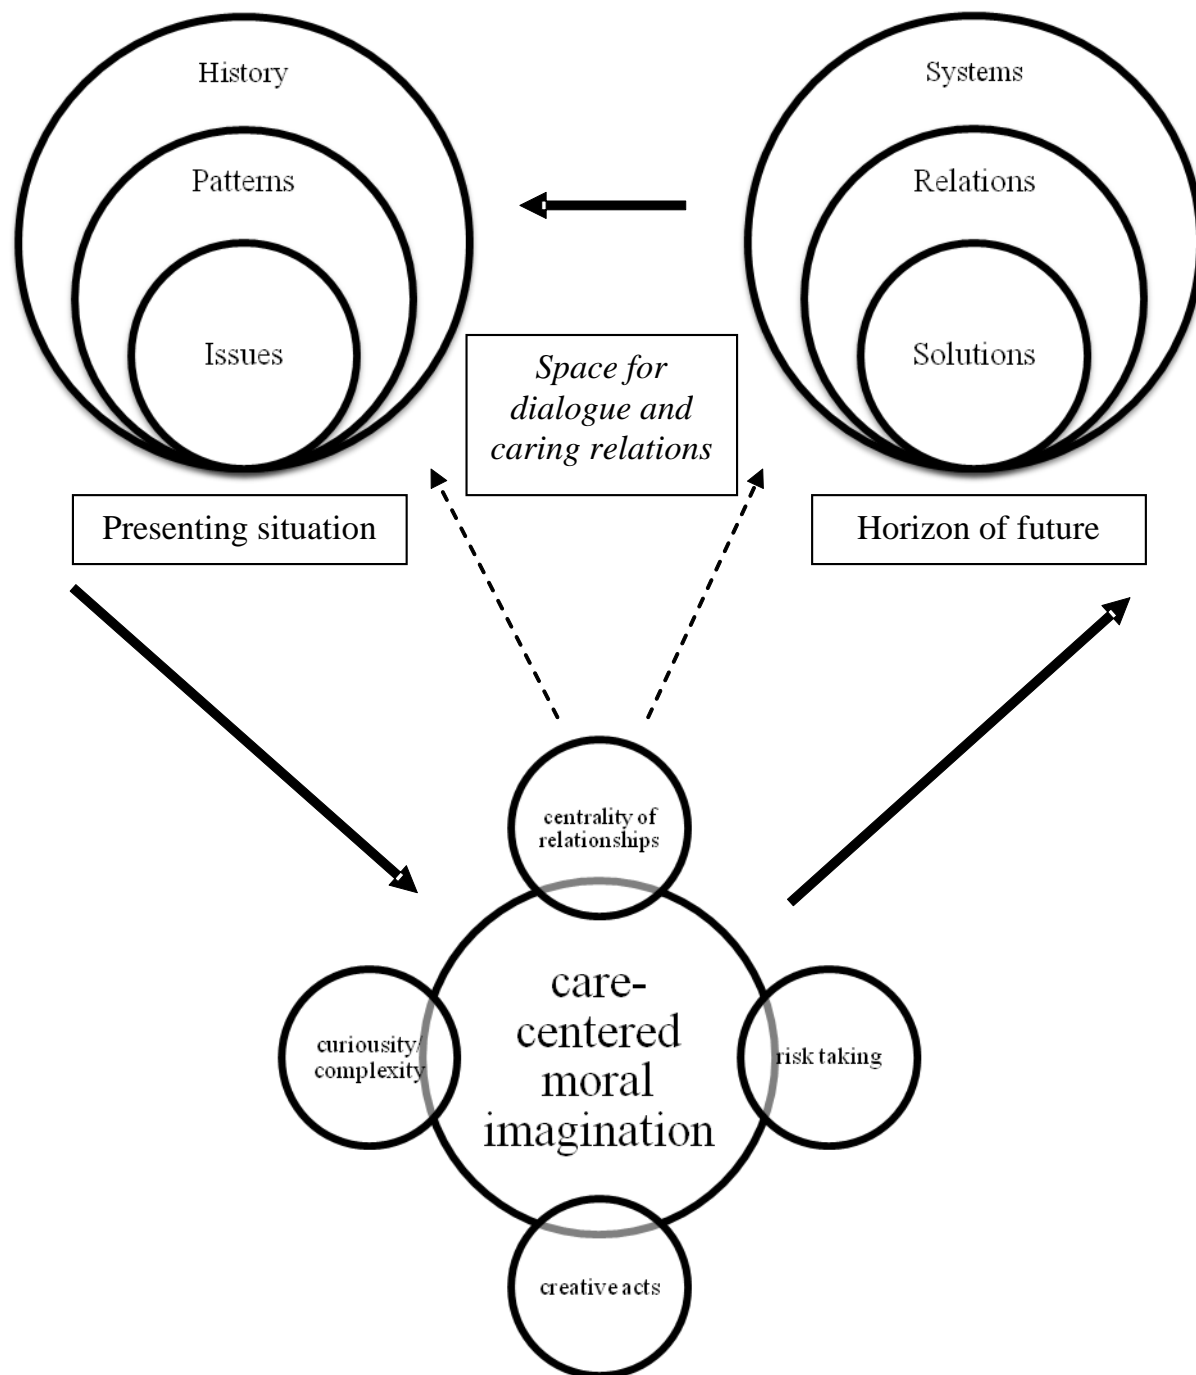 History
Patterns
Issues
Systems
Relations
Solutions
Space for
dialogue and
caring relations
Presenting situation
Horizon of future
centrality of
relationships
care-
centered
moral
imagination
curiousity/
complexity
risk taking
creative acts